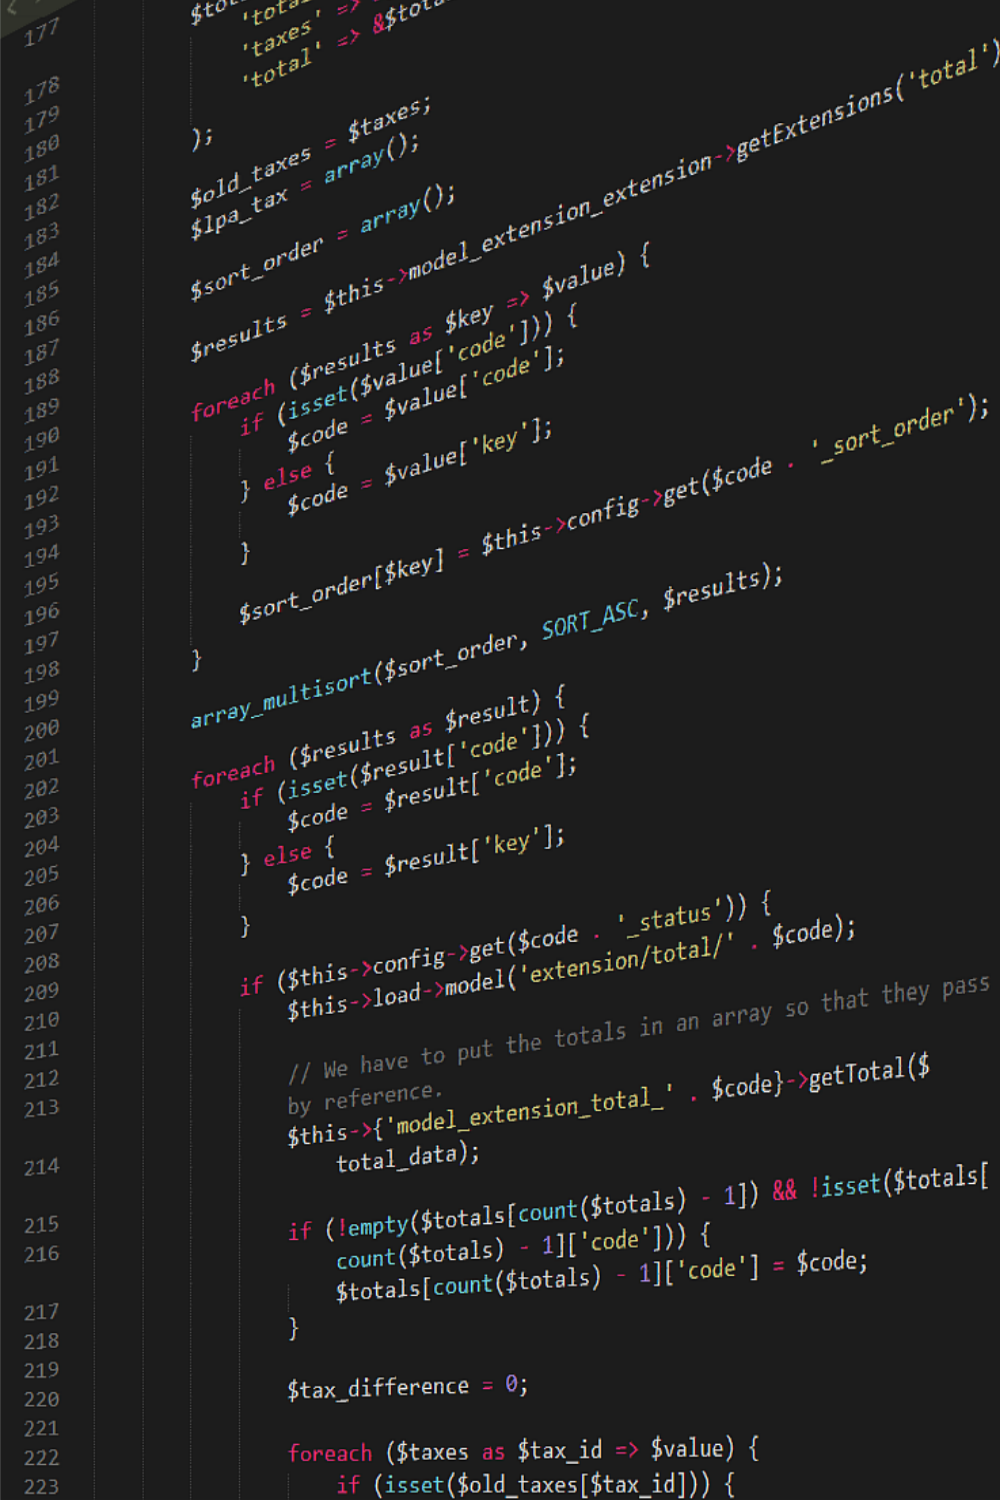 177
'taxes' =>
'total' => &$tot
178
179 );
180
181 $old_taxes = $taxes;
182 $lpa_tax = array();
183
184 $sort_order = array();
185
186 $results = $this->model_extension_extension->getExtensions('total')
187
188 foreach ($results as $key => $value) {
189 if (isset($value['code'])) {
190 $code = $value['code'];
191 } else {
192 $code = $value['key'];
193 }
194
195 $sort_order[$key] = $this->config->get($code . '_sort_order');
196 }
197
198 array_multisort($sort_order, SORT_ASC, $results);
199
200 foreach ($results as $result) {
201 if (isset($result['code'])) {
202 $code = $result['code'];
203 } else {
204 $code = $result['key'];
205 }
206
207 if ($this->config->get($code . '_status')) {
208 $this->load->model('extension/total/' . $code);
209
210 // We have to put the totals in an array so that they pass
by reference.
211 $this->{'model_extension_total_' . $code}->getTotal($
total_data);
212
213 if (!empty($totals[count($totals) - 1]) && !isset($totals[
count($totals) - 1]['code'])) {
214 $totals[count($totals) - 1]['code'] = $code;
215 }
216
217 $tax_difference = 0;
218
219 foreach ($taxes as $tax_id => $value) {
220 if (isset($old_taxes[$tax_id])) {
221
222
223